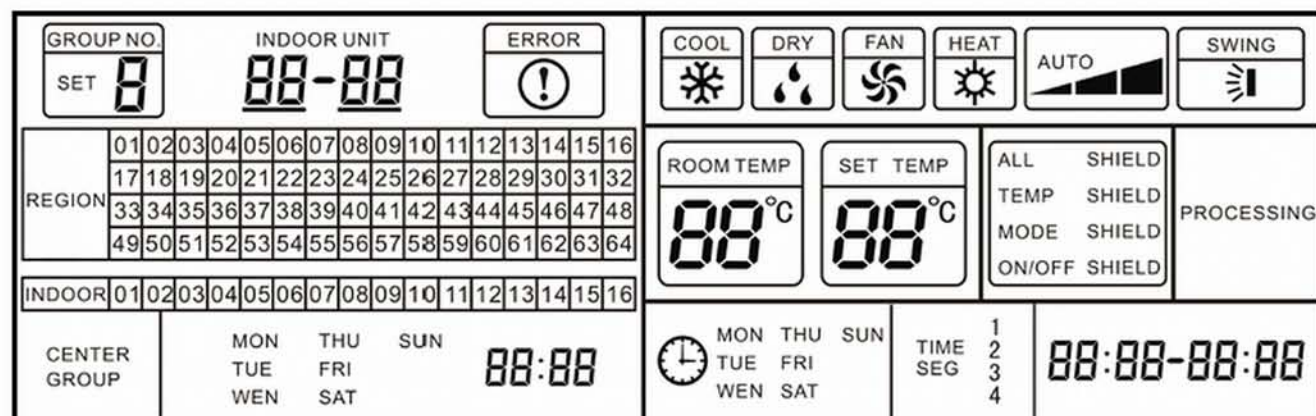 GROUP NO.
SET 8
INDOOR UNIT
88-88
ERROR
!
REGION
01 02 03 04 05 06 07 08 09 10 11 12 13 14 15 16
17 18 19 20 21 22 23 24 25 26 27 28 29 30 31 32
33 34 35 36 37 38 39 40 41 42 43 44 45 46 47 48
49 50 51 52 53 54 55 56 57 58 59 60 61 62 63 64
INDOOR 01 02 03 04 05 06 07 08 09 10 11 12 13 14 15 16
CENTER
GROUP
MON THU SUN
TUE FRI
WEN SAT
88:88
COOL
DRY
FAN
HEAT
AUTO
SWING
ROOM TEMP
88°C
SET TEMP
88°C
ALL SHIELD
TEMP SHIELD
MODE SHIELD
ON/OFF SHIELD
PROCESSING
MON THU SUN
TUE FRI
WEN SAT
TIME
SEG
1
2
3
4
88:88-88:88